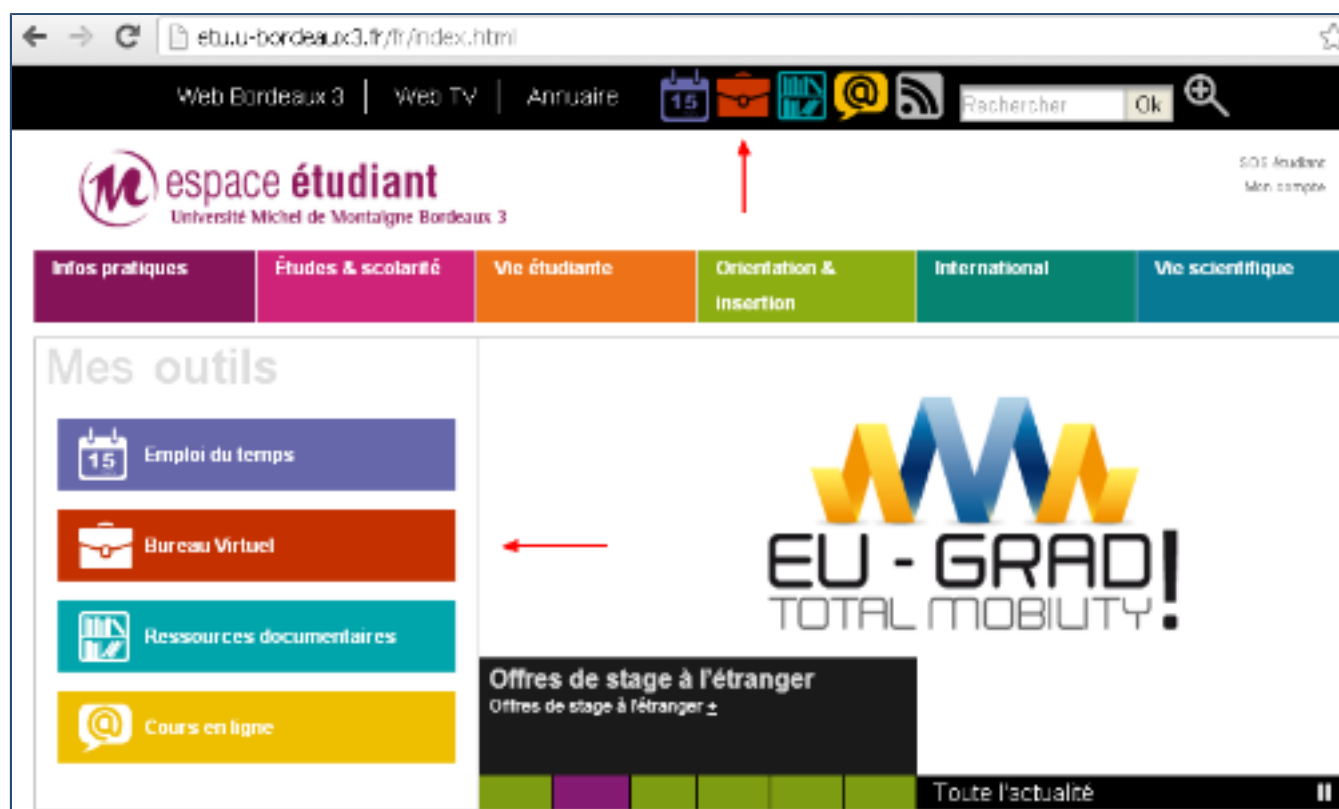 etu.u-bordeaux3.fr/fr/index.html
Web Bordeaux 3 | Web TV | Annuaire 15 Rechercher Ok
SOS étudiant
Mon compte
espace étudiant
Université Michel de Montaigne Bordeaux 3
Infos pratiques
Études & scolarité
Vie étudiante
Orientation &
insertion
International
Vie scientifique
Mes outils
15 Emploi du temps
Bureau Virtuel
Ressources documentaires
Cours en ligne
EU - GRAD!
TOTAL MOBILITY
Offres de stage à l'étranger
Offres de stage à l'étranger +
Toute l'actualité